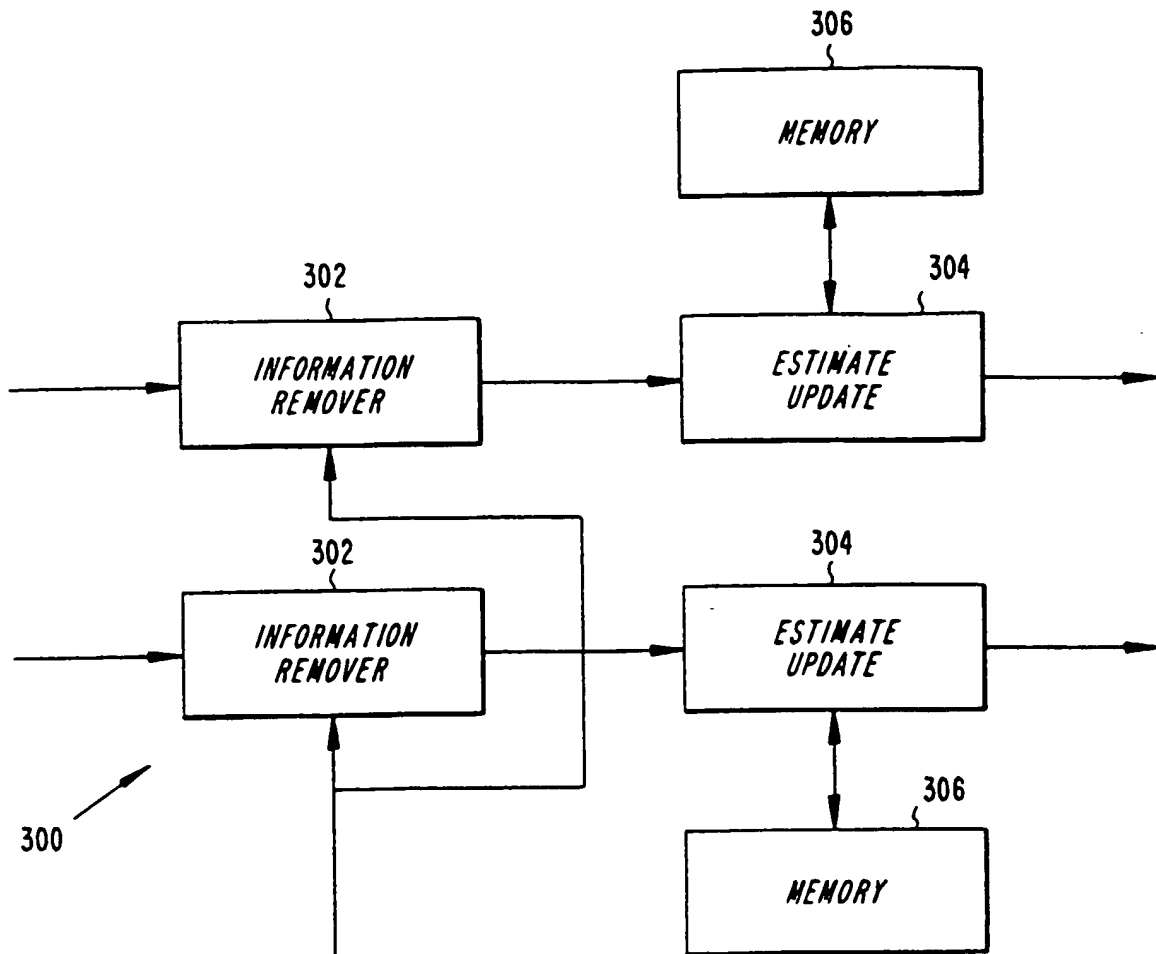 306
MEMORY
304
302
INFORMATION
REMOVER
ESTIMATE
UPDATE
302
INFORMATION
REMOVER
304
ESTIMATE
UPDATE
300
306
MEMORY